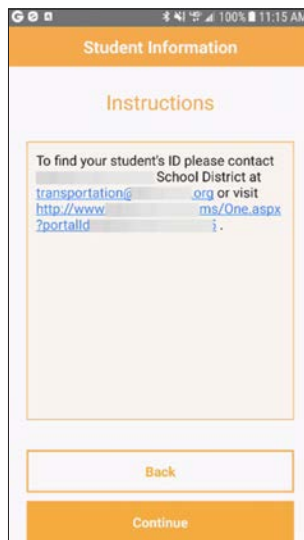 100% 11:15 AM
Student Information
Instructions
To find your student's ID please contact
School District at
transportation@ .org or visit
http://www ms/One.aspx
?portalId .
Back
Continue